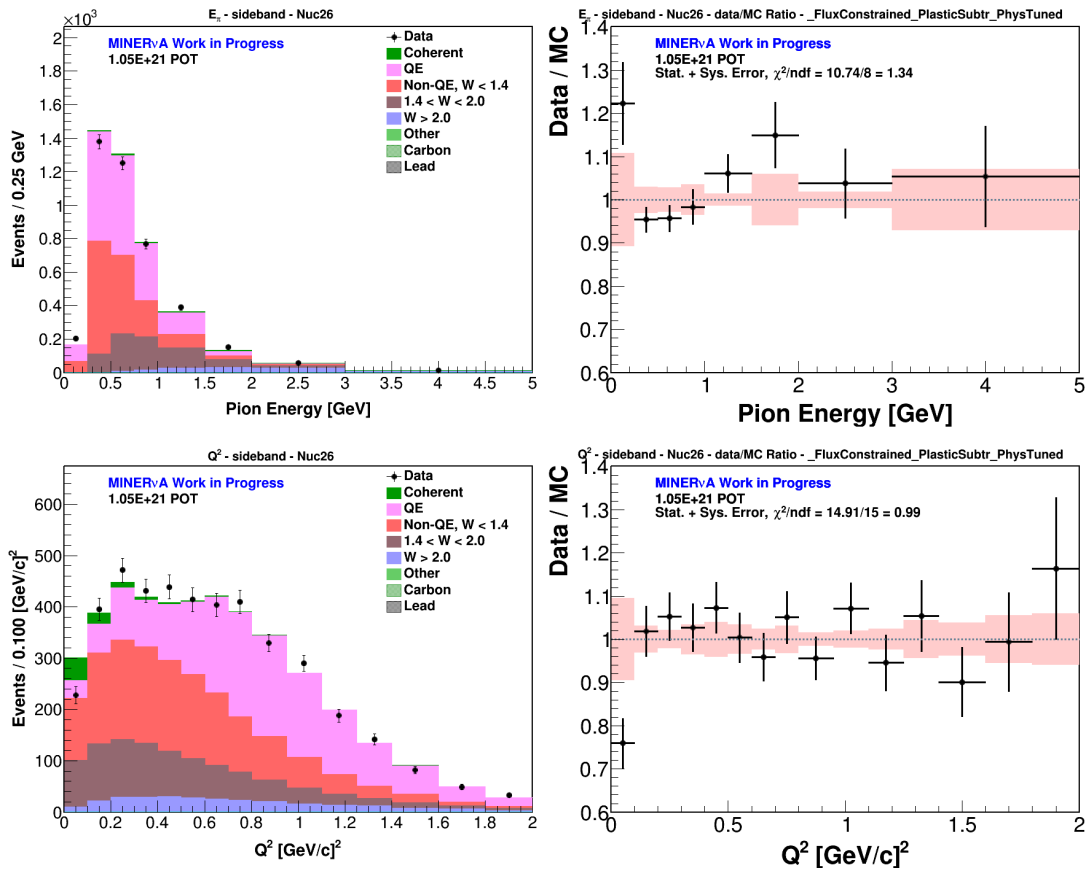 E_π - sideband - Nuc26
×10³
MINERνA Work in Progress
1.05E+21 POT
Data
Coherent
QE
Non-QE, W < 1.4
1.4 < W < 2.0
W > 2.0
Other
Carbon
Lead
Events / 0.25 GeV
2
1.8
1.6
1.4
1.2
1
0.8
0.6
0.4
0.2
0
0 0.5 1 1.5 2 2.5 3 3.5 4 4.5 5
Pion Energy [GeV]
E_π - sideband - Nuc26 - data/MC Ratio - _FluxConstrained_PlasticSubtr_PhysTuned
MINERνA Work in Progress
1.05E+21 POT
Stat. + Sys. Error, χ²/ndf = 10.74/8 = 1.34
Data / MC
1.4
1.3
1.2
1.1
1
0.9
0.8
0.7
0.6
0 1 2 3 4 5
Pion Energy [GeV]
Q² - sideband - Nuc26
MINERνA Work in Progress
1.05E+21 POT
Data
Coherent
QE
Non-QE, W < 1.4
1.4 < W < 2.0
W > 2.0
Other
Carbon
Lead
Events / 0.100 [GeV/c]²
600
500
400
300
200
100
0
0 0.2 0.4 0.6 0.8 1 1.2 1.4 1.6 1.8 2
Q² [GeV/c]²
Q² - sideband - Nuc26 - data/MC Ratio - _FluxConstrained_PlasticSubtr_PhysTuned
MINERνA Work in Progress
1.05E+21 POT
Stat. + Sys. Error, χ²/ndf = 14.91/15 = 0.99
Data / MC
1.4
1.3
1.2
1.1
1
0.9
0.8
0.7
0.6
0 0.5 1 1.5 2
Q² [GeV/c]²